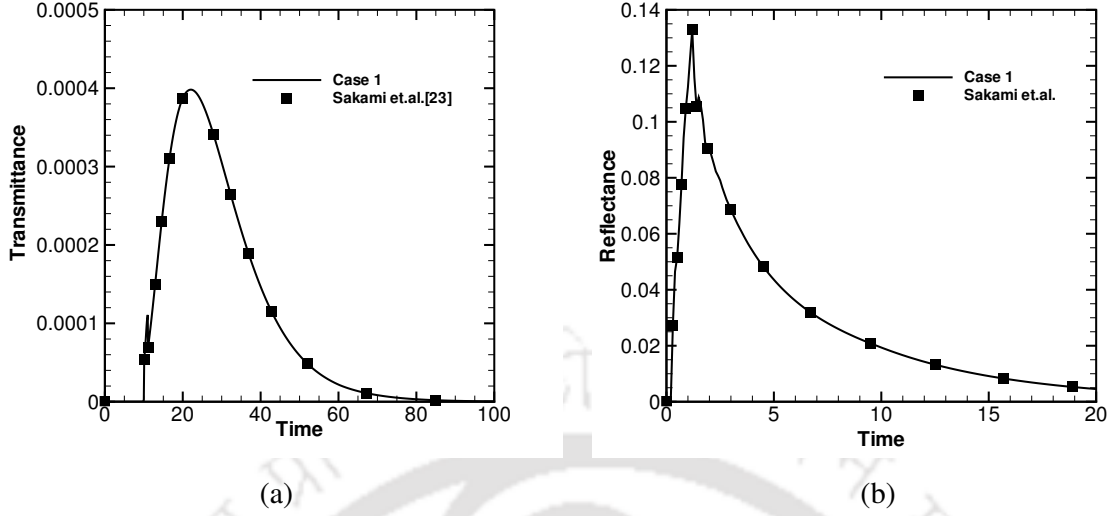 0.0005
0.0004
0.0003
0.0002
0.0001
0
0 20 40 60 80 100
Transmittance
Time
Case 1
Sakami et.al.[23]
(a)
0.14
0.12
0.1
0.08
0.06
0.04
0.02
0
0 5 10 15 20
Reflectance
Time
Case 1
Sakami et.al.
(b)